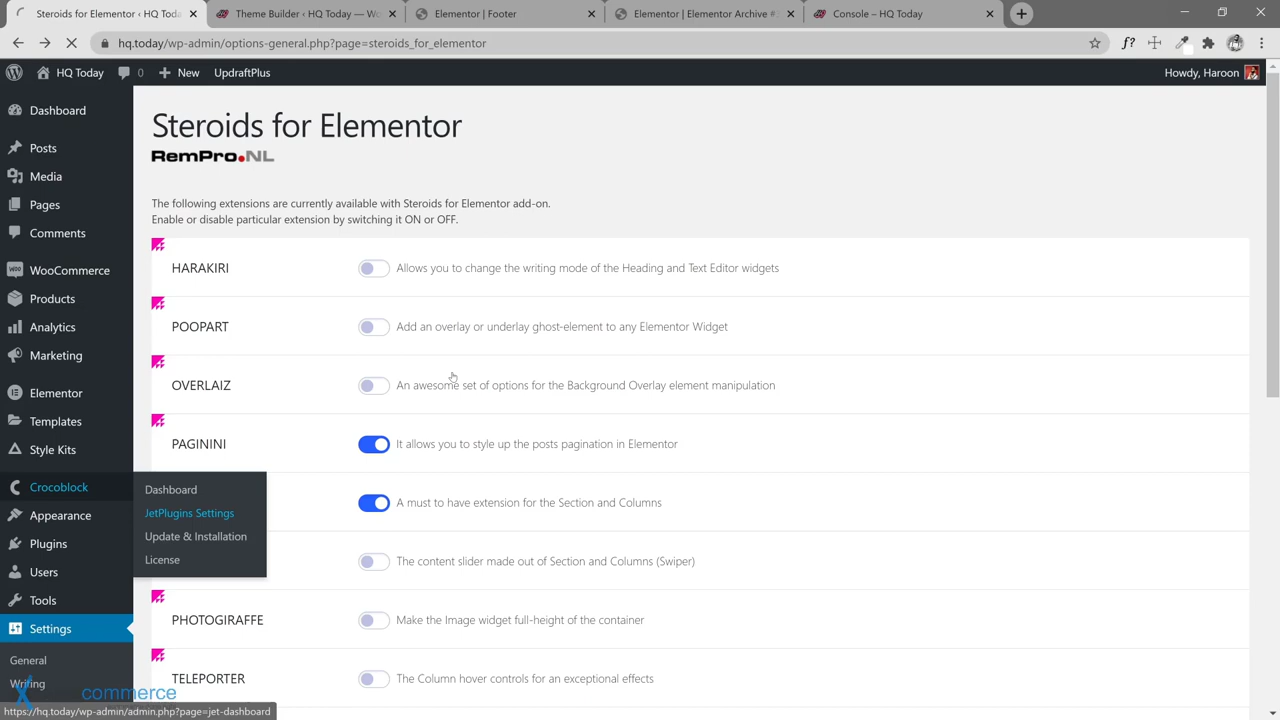 Steroids for Elementor ‹ HQ Tod
Theme Builder ‹ HQ Today — Wo
Elementor | Footer
Elementor | Elementor Archive #1
Console – HQ Today
hq.today/wp-admin/options-general.php?page=steroids_for_elementor
f?
HQ Today
0
New
UpdraftPlus
Howdy, Haroon
Dashboard
Posts
Media
Pages
Comments
WooCommerce
Products
Analytics
Marketing
Elementor
Templates
Style Kits
Crocoblock
Appearance
Plugins
Users
Tools
Settings
General
Writing
Dashboard
JetPlugins Settings
Update & Installation
License
Steroids for Elementor
RemPro.NL
The following extensions are currently available with Steroids for Elementor add-on.
Enable or disable particular extension by switching it ON or OFF.
HARAKIRI
Allows you to change the writing mode of the Heading and Text Editor widgets
POOPART
Add an overlay or underlay ghost-element to any Elementor Widget
OVERLAIZ
An awesome set of options for the Background Overlay element manipulation
PAGININI
It allows you to style up the posts pagination in Elementor
A must to have extension for the Section and Columns
The content slider made out of Section and Columns (Swiper)
PHOTOGIRAFFE
Make the Image widget full-height of the container
TELEPORTER
The Column hover controls for an exceptional effects
X commerce
https://hq.today/wp-admin/admin.php?page=jet-dashboard